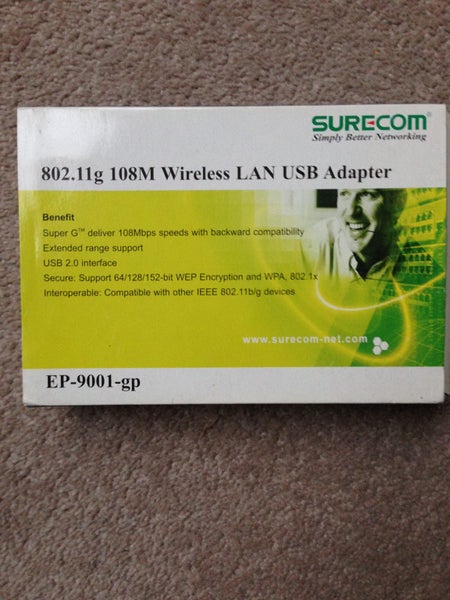 SURECOM®
Simply Better Networking
802.11g 108M Wireless LAN USB Adapter
Benefit
Super G™ deliver 108Mbps speeds with backward compatibility
Extended range support
USB 2.0 interface
Secure: Support 64/128/152-bit WEP Encryption and WPA, 802.1x
Interoperable: Compatible with other IEEE 802.11b/g devices
www.surecom-net.com
EP-9001-gp